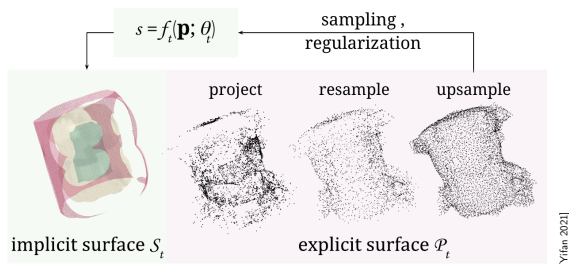 s = f_t(𝐩; θ_t)
sampling ,
regularization
project
resample
upsample
implicit surface 𝒮_t
explicit surface 𝒫_t
Yifan 2021]